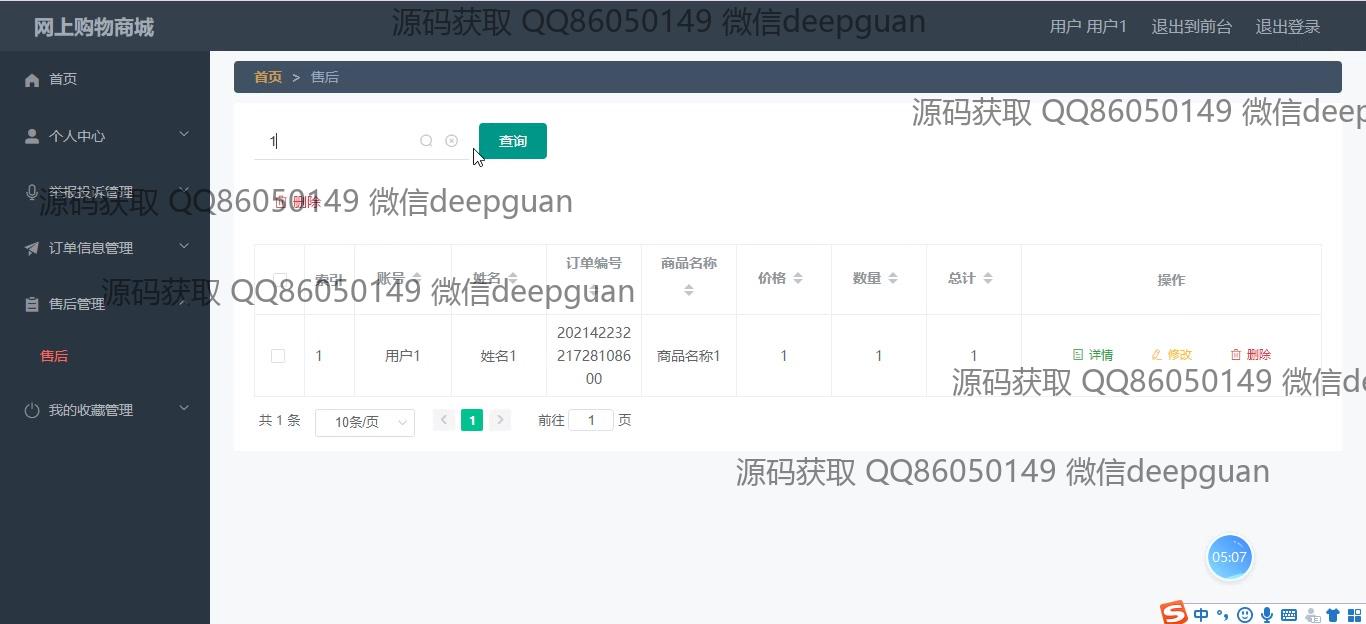 网上购物商城
源码获取 QQ86050149 微信deepguan
用户 用户1 退出到前台 退出登录
首页
首页 > 售后
源码获取 QQ86050149 微信deep
个人中心
1
查询
举报投诉管理
源码获取 QQ86050149 微信deepguan
删除
订单信息管理
索引 账号 姓名 订单编号 商品名称 价格 数量 总计 操作
源码获取 QQ86050149 微信deepguan
售后管理
售后
1 用户1 姓名1 20214223221728108600 商品名称1 1 1 1 详情 修改 删除
源码获取 QQ86050149 微信de
我的收藏管理
共 1 条 10条/页 < 1 > 前往 1 页
源码获取 QQ86050149 微信deepguan
05:07
S 中